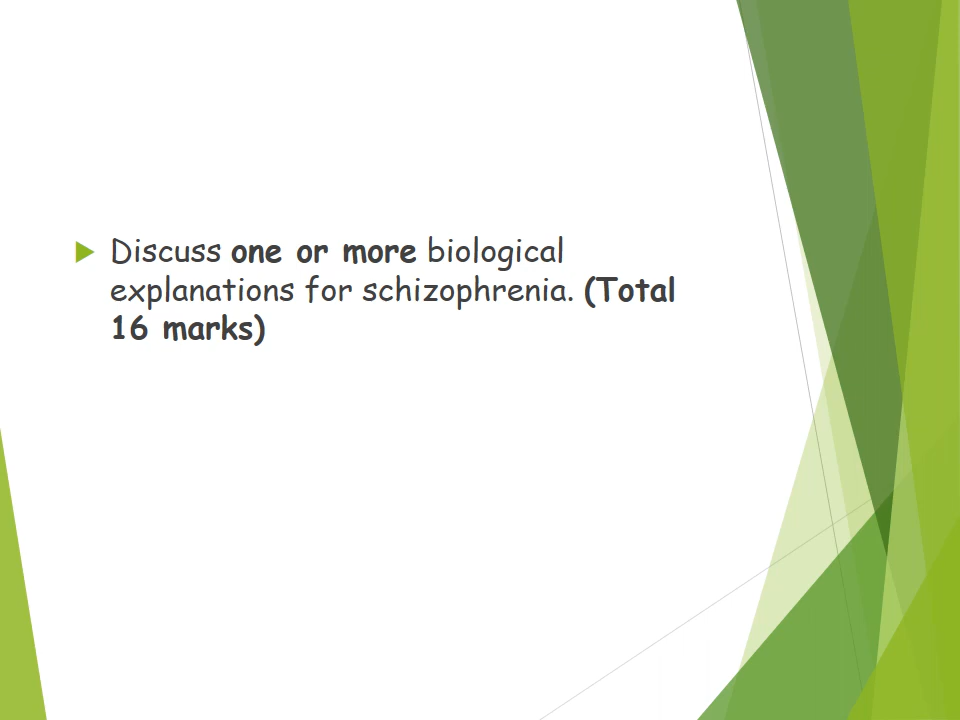 Discuss one or more biological
explanations for schizophrenia. (Total
16 marks)